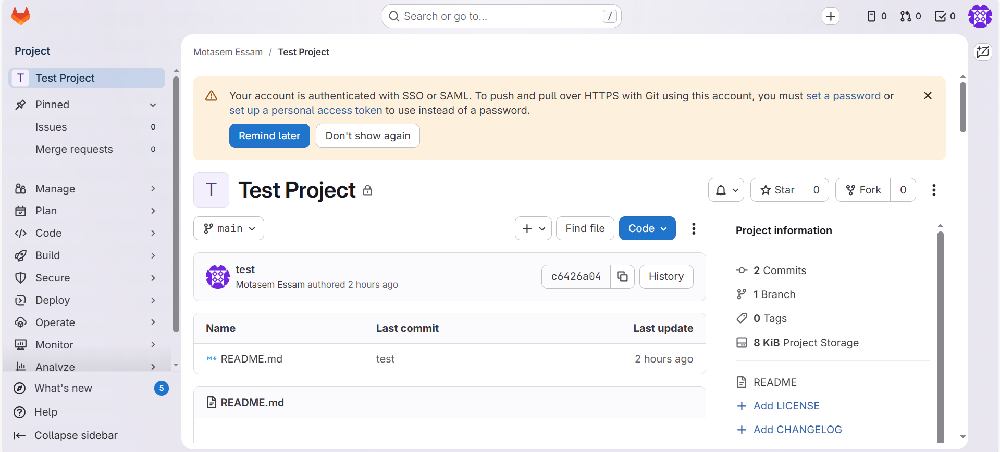 Search or go to...
/
0
0
0
Project
T
Test Project
Pinned
Issues
0
Merge requests
0
Manage
Plan
Code
Build
Secure
Deploy
Operate
Monitor
Analyze
What's new
5
Help
Collapse sidebar
Motasem Essam / Test Project
Your account is authenticated with SSO or SAML. To push and pull over HTTPS with Git using this account, you must set a password or
set up a personal access token to use instead of a password.
Remind later
Don't show again
T
Test Project
Star
0
Fork
0
main
Find file
Code
test
Motasem Essam authored 2 hours ago
c6426a04
History
Name
Last commit
Last update
README.md
test
2 hours ago
README.md
Project information
2 Commits
1 Branch
0 Tags
8 KiB Project Storage
README
Add LICENSE
Add CHANGELOG